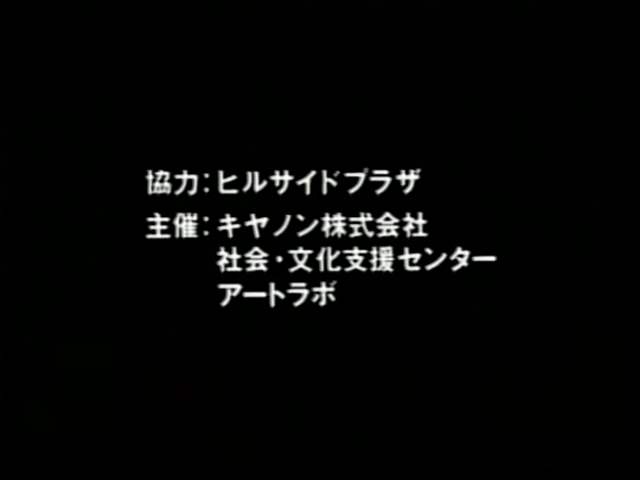 協力：ヒルサイドプラザ
主催：キヤノン株式会社
社会・文化支援センター
アートラボ